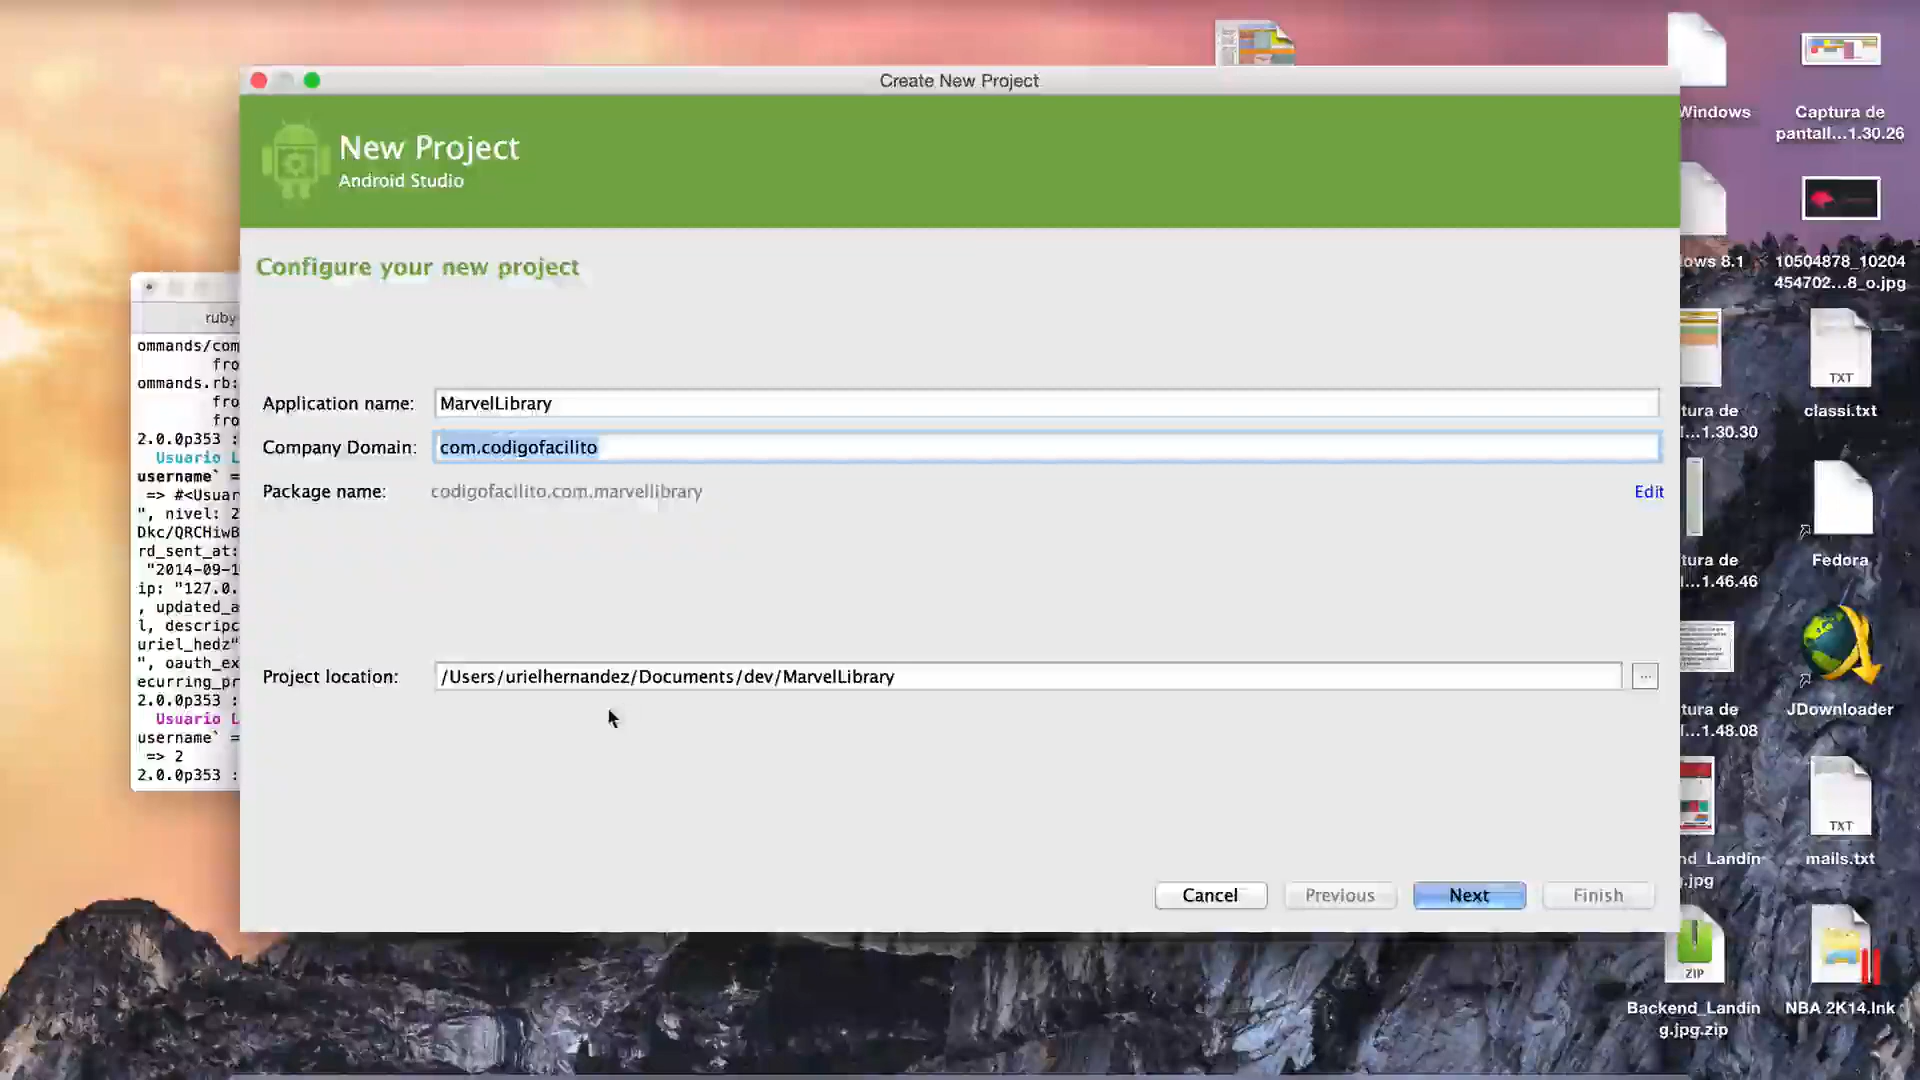 Create New Project
New Project
Android Studio
Configure your new project
Application name: MarvelLibrary
Company Domain: com.codigofacilito
Package name: codigofacilito.com.marvellibrary Edit
Project location: /Users/urielhernandez/Documents/dev/MarvelLibrary ...
Cancel Previous Next Finish
ruby
ommands/com
fro
ommands.rb:
fro
fro
2.0.0p353 :
Usuario L
username` =
=> #<Usuar
", nivel: 2
Dkc/QRCHiwB
rd_sent_at:
"2014-09-1
ip: "127.0.
, updated_a
l, descripc
uriel_hedz"
", oauth_ex
ecurring_pr
2.0.0p353 :
Usuario L
username` =
=> 2
2.0.0p353 :
Windows
Captura de
pantall...1.30.26
ows 8.1
10504878_10204
454702...8_o.jpg
tura de
l...1.30.30
TXT
classi.txt
tura de
l...1.46.46
Fedora
tura de
l...1.48.08
JDownloader
nd_Landin
g.jpg
TXT
mails.txt
ZIP
Backend_Landin
g.jpg.zip
NBA 2K14.lnk